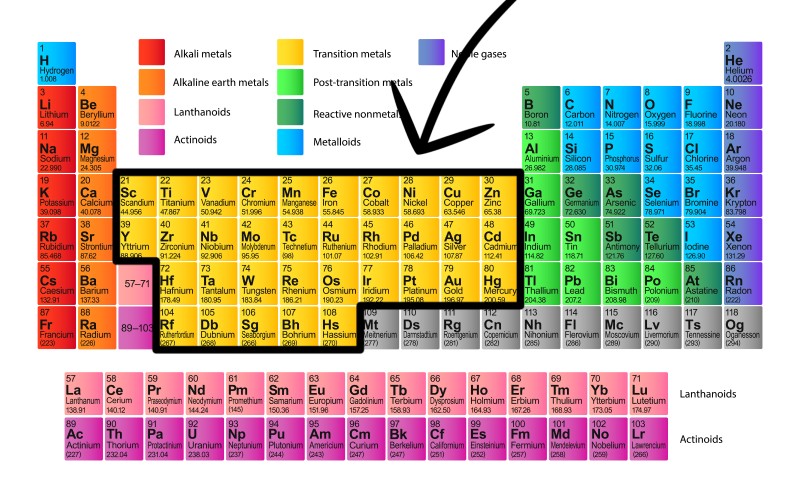 Alkali metals
Alkaline earth metals
Lanthanoids
Actinoids
Transition metals
Post-transition metals
Reactive nonmetals
Metalloids
gases
1
H
Hydrogen
1.008
2
He
Helium
4.0026
3 4 5 6 7 8 9 10
Li Be B C N O F Ne
Lithium Beryllium Boron Carbon Nitrogen Oxygen Fluorine Neon
6.94 9.0122 10.81 12.011 14.007 15.999 18.998 20.180
11 12 13 14 15 16 17 18
Na Mg Al Si P S Cl Ar
Sodium Magnesium Aluminium Silicon Phosphorus Sulfur Chlorine Argon
22.990 24.305 26.982 28.085 30.974 32.06 35.45 39.948
19 20 21 22 23 24 25 26 27 28 29 30 31 32 33 34 35 36
K Ca Sc Ti V Cr Mn Fe Co Ni Cu Zn Ga Ge As Se Br Kr
Potassium Calcium Scandium Titanium Vanadium Chromium Manganese Iron Cobalt Nickel Copper Zinc Gallium Germanium Arsenic Selenium Bromine Krypton
39.098 40.078 44.956 47.867 50.942 51.996 54.938 55.845 58.933 58.693 63.546 65.38 69.723 72.630 74.922 78.971 79.904 83.798
37 38 39 40 41 42 43 44 45 46 47 48 49 50 51 52 53 54
Rb Sr Y Zr Nb Mo Tc Ru Rh Pd Ag Cd In Sn Sb Te I Xe
Rubidium Strontium Yttrium Zirconium Niobium Molybdenum Technetium Ruthenium Rhodium Palladium Silver Cadmium Indium Tin Antimony Tellurium Iodine Xenon
85.468 87.62 88.906 91.224 92.906 95.95 (98) 101.07 102.91 106.42 107.87 112.41 114.82 118.71 121.76 127.60 126.90 131.29
55 56 57–71 72 73 74 75 76 77 78 79 80 81 82 83 84 85 86
Cs Ba Hf Ta W Re Os Ir Pt Au Hg Tl Pb Bi Po At Rn
Caesium Barium Hafnium Tantalum Tungsten Rhenium Osmium Iridium Platinum Gold Mercury Thallium Lead Bismuth Polonium Astatine Radon
132.91 137.33 178.49 180.95 183.84 186.21 190.23 192.22 195.08 196.97 200.59 204.38 207.2 208.98 (209) (210) (222)
87 88 89–103 104 105 106 107 108 109 110 111 112 113 114 115 116 117 118
Fr Ra Rf Db Sg Bh Hs Mt Ds Rg Cn Nh Fl Mc Lv Ts Og
Francium Radium Rutherfordium Dubnium Seaborgium Bohrium Hassium Meitnerium Darmstadtium Roentgenium Copernicium Nihonium Flerovium Moscovium Livermorium Tennessine Oganesson
(223) (226) (267) (268) (266) (269) (270) (277) (278) (281) (282) (285) (286) (289) (290) (293) (294)
57 58 59 60 61 62 63 64 65 66 67 68 69 70 71
La Ce Pr Nd Pm Sm Eu Gd Tb Dy Ho Er Tm Yb Lu
Lanthanum Cerium Praseodymium Neodymium Promethium Samarium Europium Gadolinium Terbium Dysprosium Holmium Erbium Thulium Ytterbium Lutetium
138.91 140.12 140.91 144.24 (145) 150.36 151.96 157.25 158.93 162.50 164.93 167.26 168.93 173.05 174.97
Lanthanoids
89 90 91 92 93 94 95 96 97 98 99 100 101 102 103
Ac Th Pa U Np Pu Am Cm Bk Cf Es Fm Md No Lr
Actinium Thorium Protactinium Uranium Neptunium Plutonium Americium Curium Berkelium Californium Einsteinium Fermium Mendelevium Nobelium Lawrencium
(227) 232.04 231.04 238.03 (237) (244) (243) (247) (247) (251) (252) (257) (258) (259) (266)
Actinoids